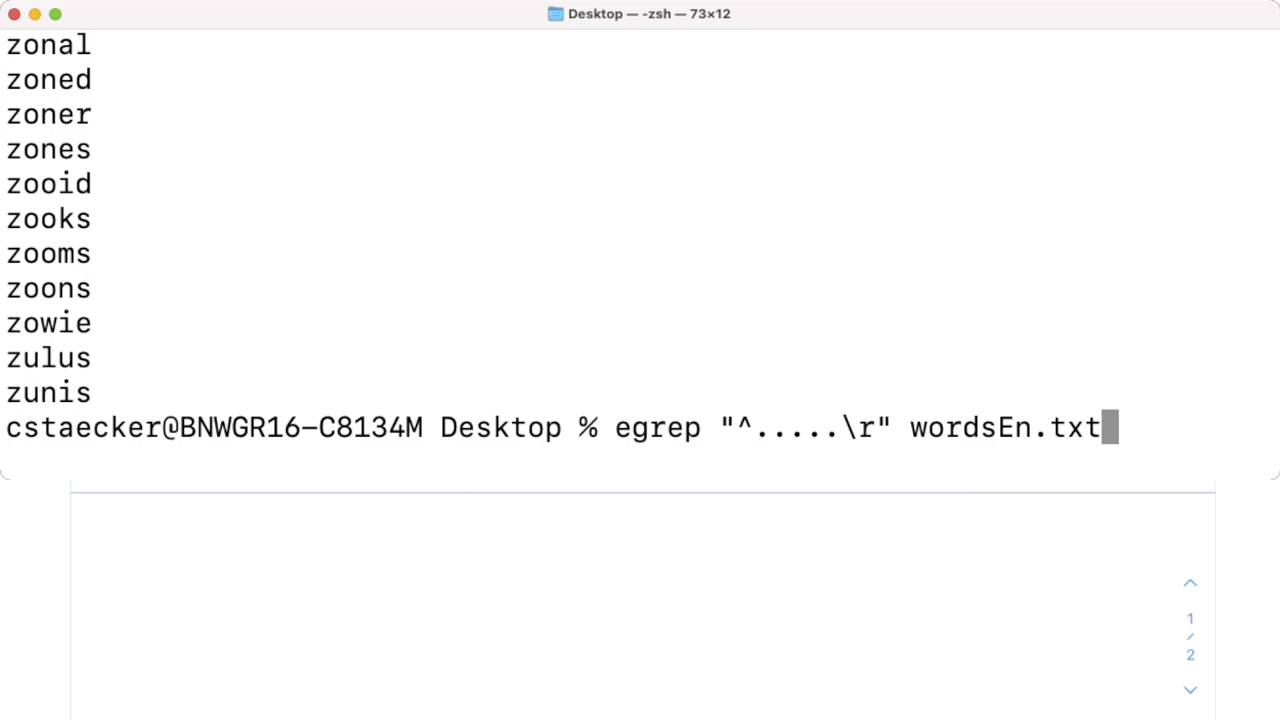 Desktop — -zsh — 73×12
zonal
zoned
zoner
zones
zooid
zooks
zooms
zoons
zowie
zulus
zunis
cstaecker@BNWGR16-C8134M Desktop % egrep "^.....\r" wordsEn.txt
1
/
2